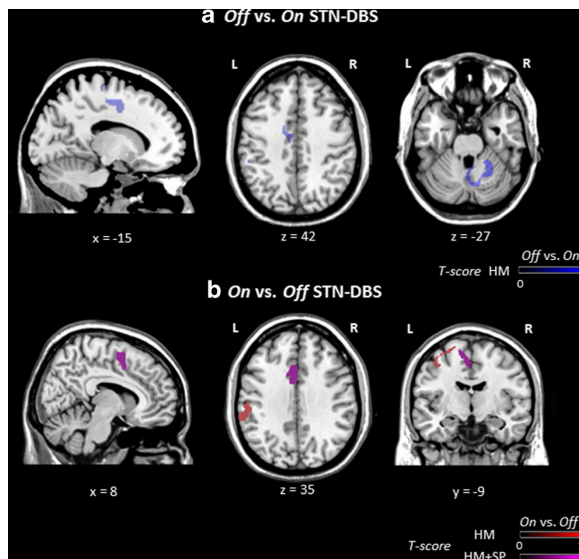 a Off vs. On STN-DBS
L R L R
x = -15 z = 42 z = -27
Off vs. On
T-score HM
0
b On vs. Off STN-DBS
L R L R
x = 8 z = 35 y = -9
On vs. Off
HM
T-score
HM+SP